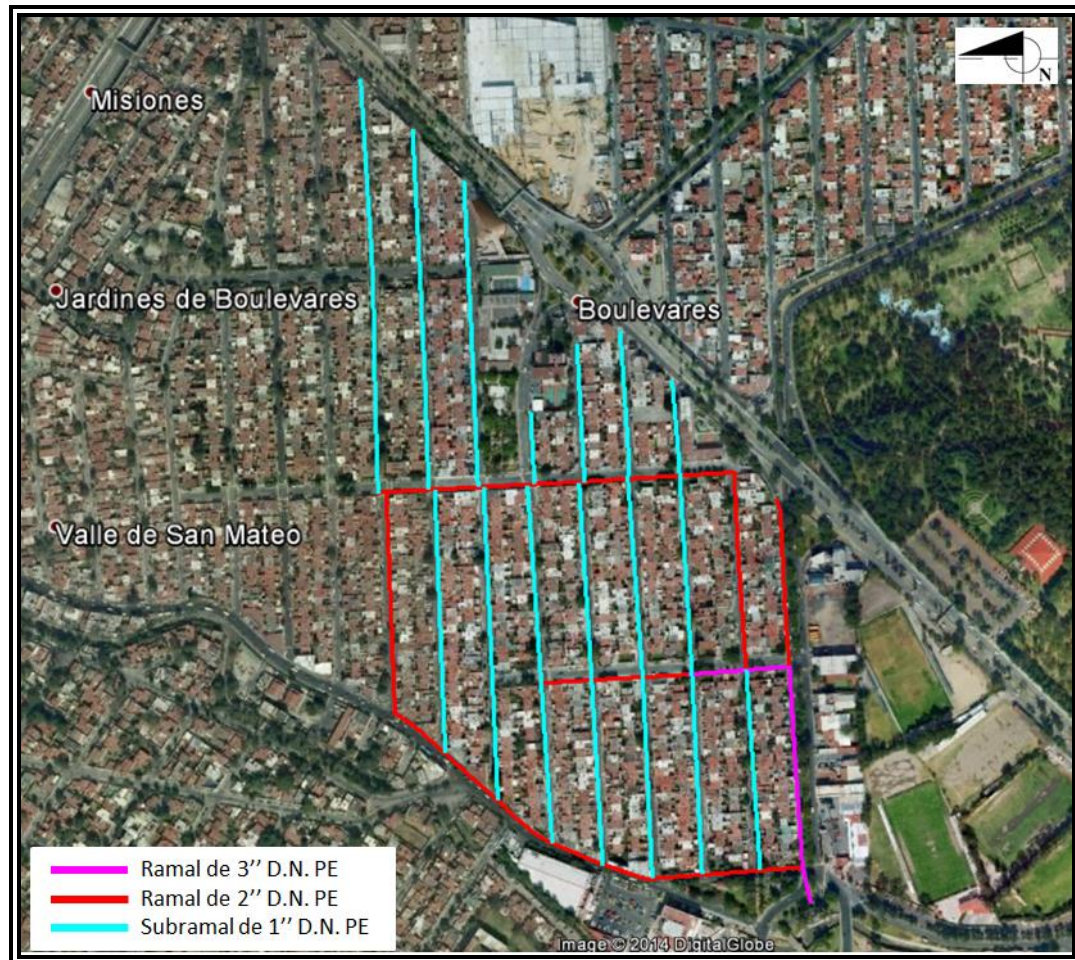 N
Misiones
Jardines de Boulevares
Boulevares
Valle de San Mateo
Ramal de 3’’ D.N. PE
Ramal de 2’’ D.N. PE
Subramal de 1’’ D.N. PE
Image © 2014 DigitalGlobe